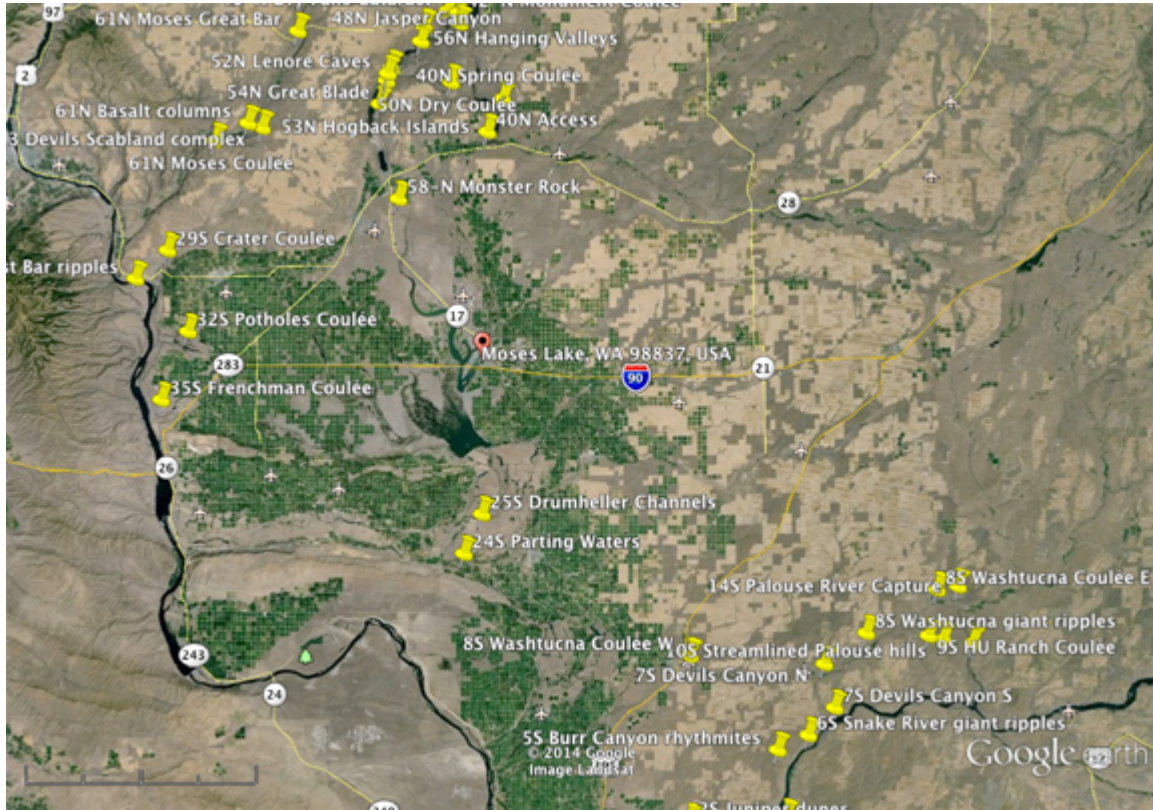 97
61N Moses Great Bar
48N Jasper Canyon
56N Hanging Valleys
2
52N Lenore Caves
40N Spring Coulee
54N Great Blade
50N Dry Coulee
61N Basalt columns
53N Hogback Islands
40N Access
3 Devils Scabland complex
61N Moses Coulee
58-N Monster Rock
28
29S Crater Coulee
st Bar ripples
32S Potholes Coulee
17
Moses Lake, WA 98837, USA
283
21
90
35S Frenchman Coulee
26
25S Drumheller Channels
24S Parting Waters
14S Palouse River Capture
8S Washtucna Coulee E
8S Washtucna giant ripples
8S Washtucna Coulee W
10S Streamlined Palouse hills
9S HU Ranch Coulee
243
7S Devils Canyon N
24
7S Devils Canyon S
6S Snake River giant ripples
5S Burr Canyon rhythmites
© 2014 Google
Image Landsat
Google earth